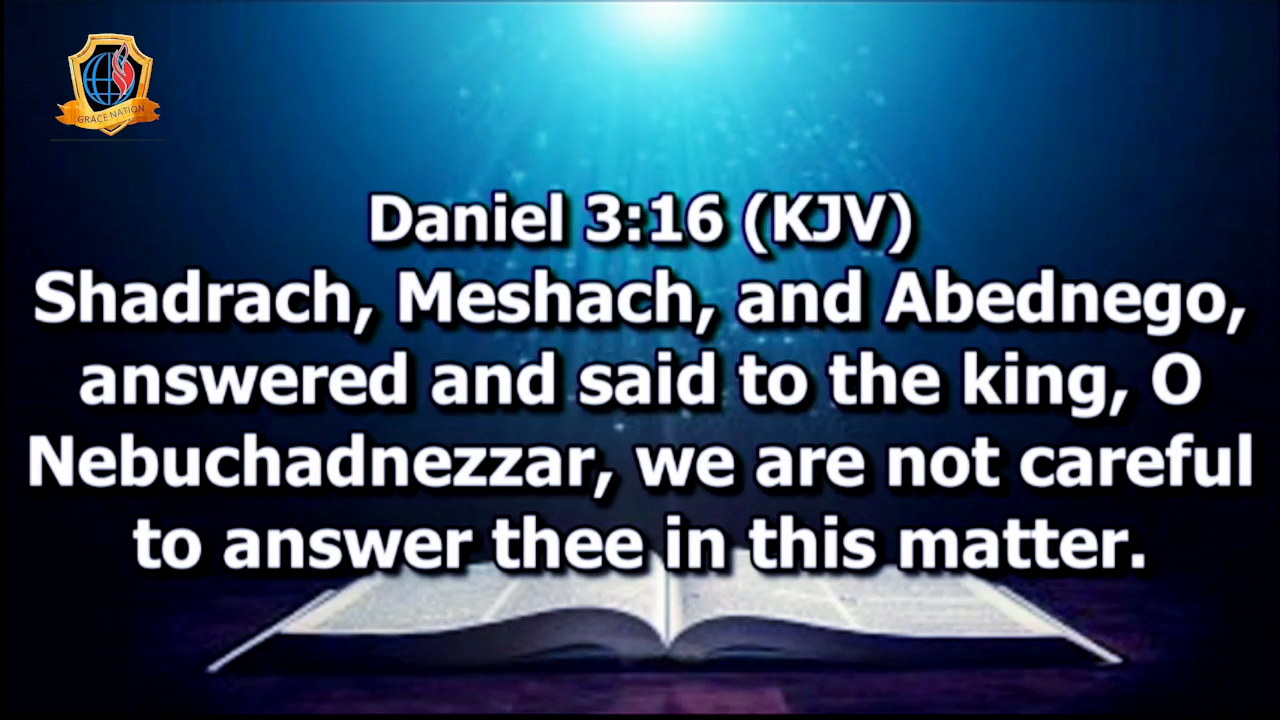 GRACE NATION
Daniel 3:16 (KJV)
Shadrach, Meshach, and Abednego,
answered and said to the king, O
Nebuchadnezzar, we are not careful
to answer thee in this matter.